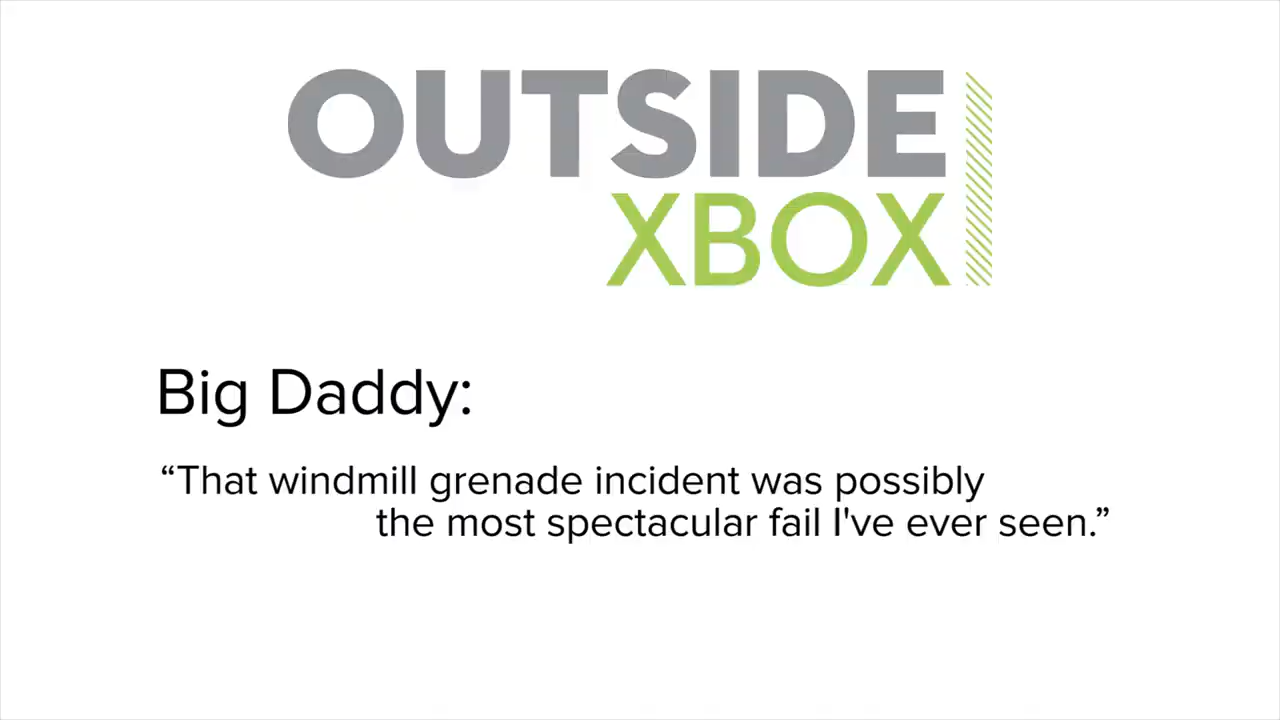 OUTSIDE
XBOX
Big Daddy:
“That windmill grenade incident was possibly
the most spectacular fail I've ever seen.”